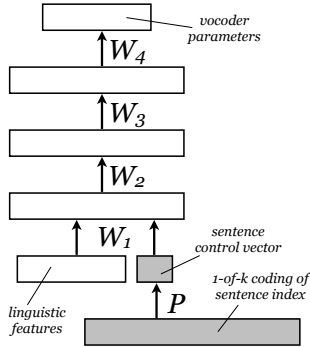 vocoder
parameters
W4
W3
W2
W1
sentence
control vector
linguistic
features
P
1-of-k coding of
sentence index